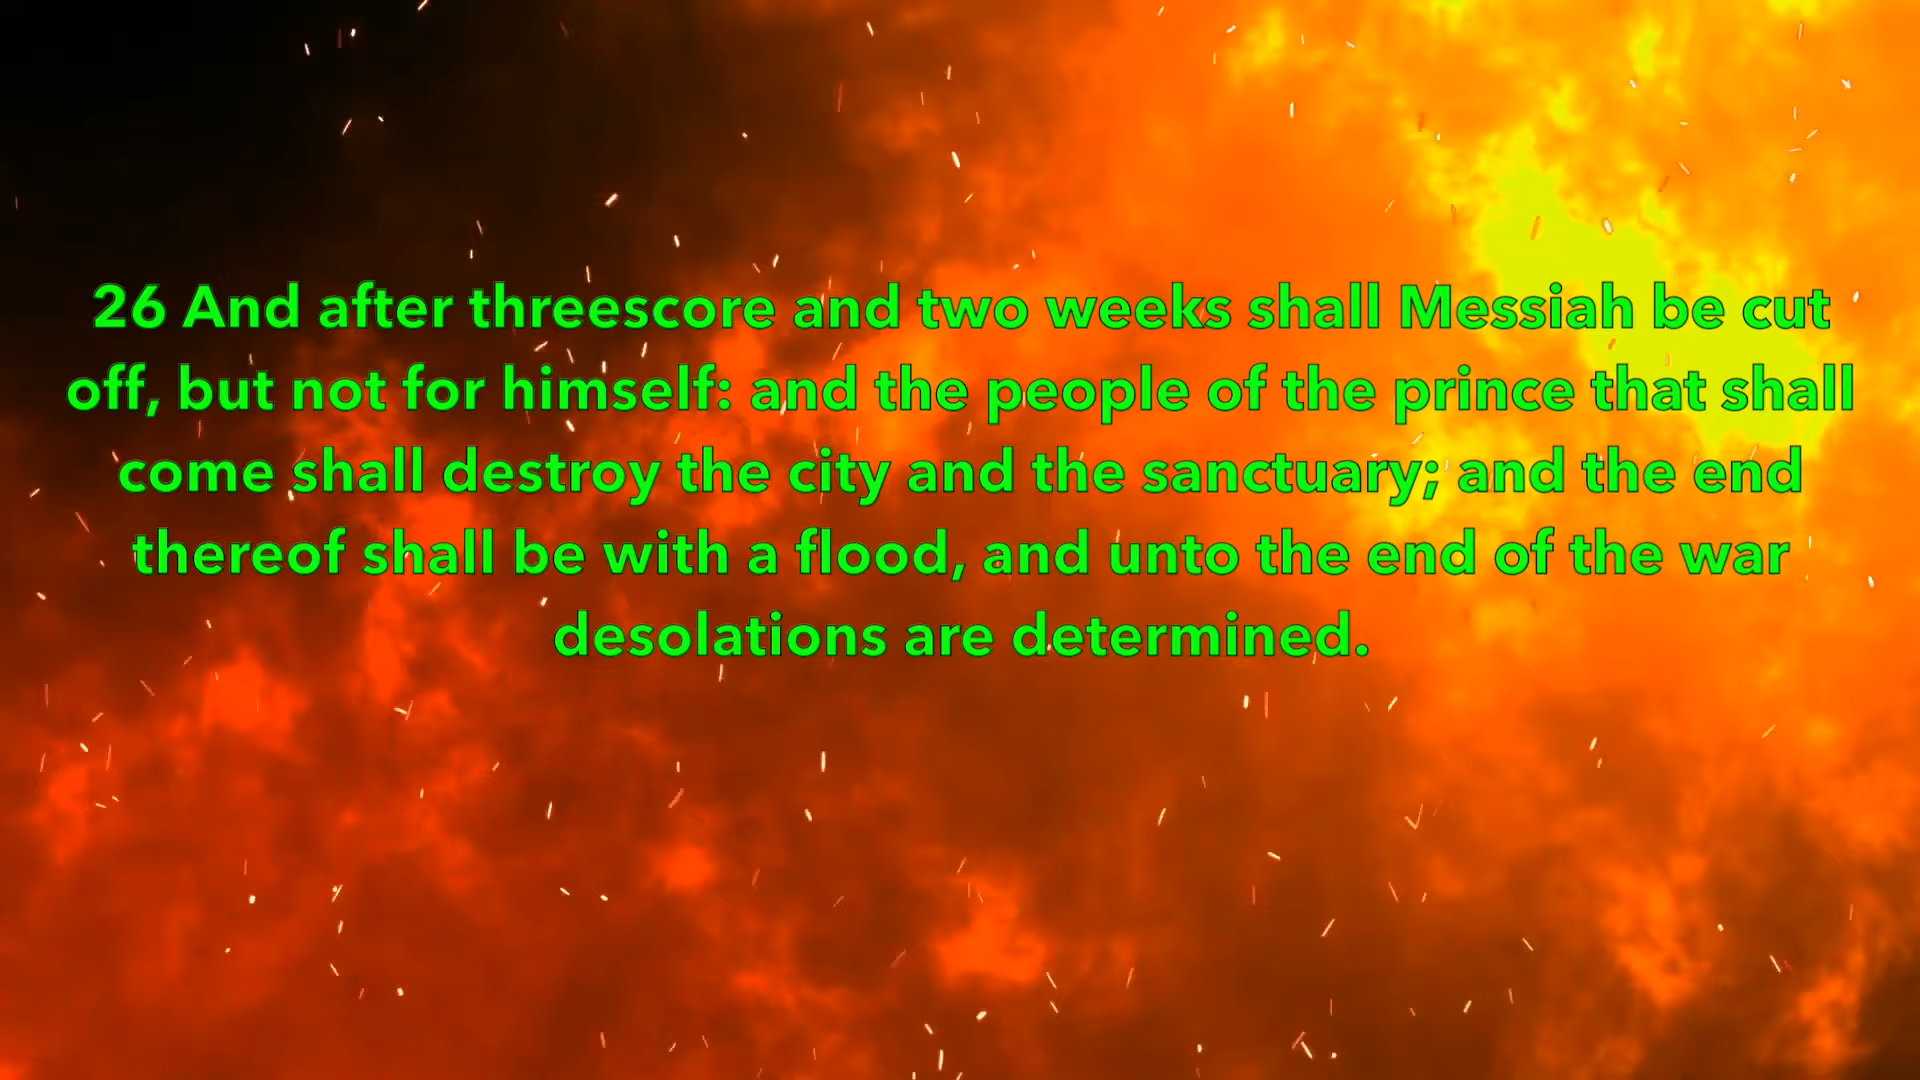 26 And after threescore and two weeks shall Messiah be cut
off, but not for himself: and the people of the prince that shall
come shall destroy the city and the sanctuary; and the end
thereof shall be with a flood, and unto the end of the war
desolations are determined.